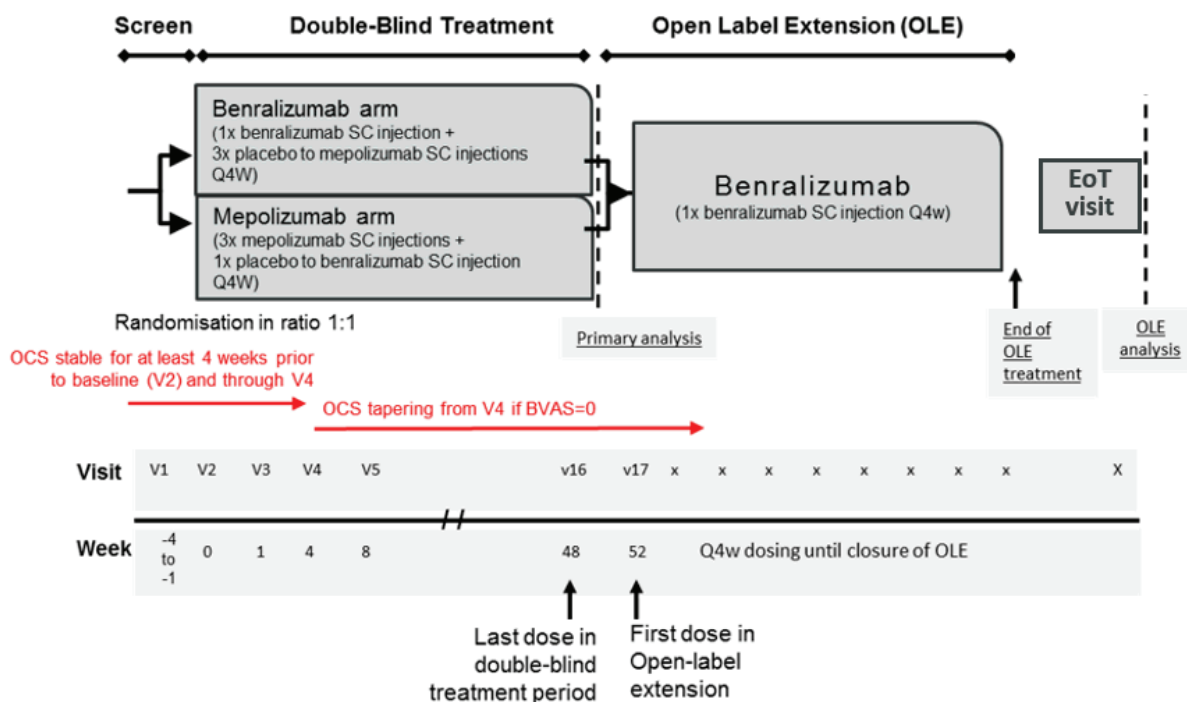 Screen Double-Blind Treatment Open Label Extension (OLE)
Benralizumab arm
(1x benralizumab SC injection +
3x placebo to mepolizumab SC injections
Q4W)
Mepolizumab arm
(3x mepolizumab SC injections +
1x placebo to benralizumab SC injection
Q4W)
Benralizumab
(1x benralizumab SC injection Q4w)
EoT
visit
Randomisation in ratio 1:1
Primary analysis
End of
OLE
treatment
OLE
analysis
OCS stable for at least 4 weeks prior
to baseline (V2) and through V4
OCS tapering from V4 if BVAS=0
Visit V1 V2 V3 V4 V5 v16 v17 x x x x x x x x X
Week -4 to -1 0 1 4 8 48 52 Q4w dosing until closure of OLE
Last dose in
double-blind
treatment period
First dose in
Open-label
extension